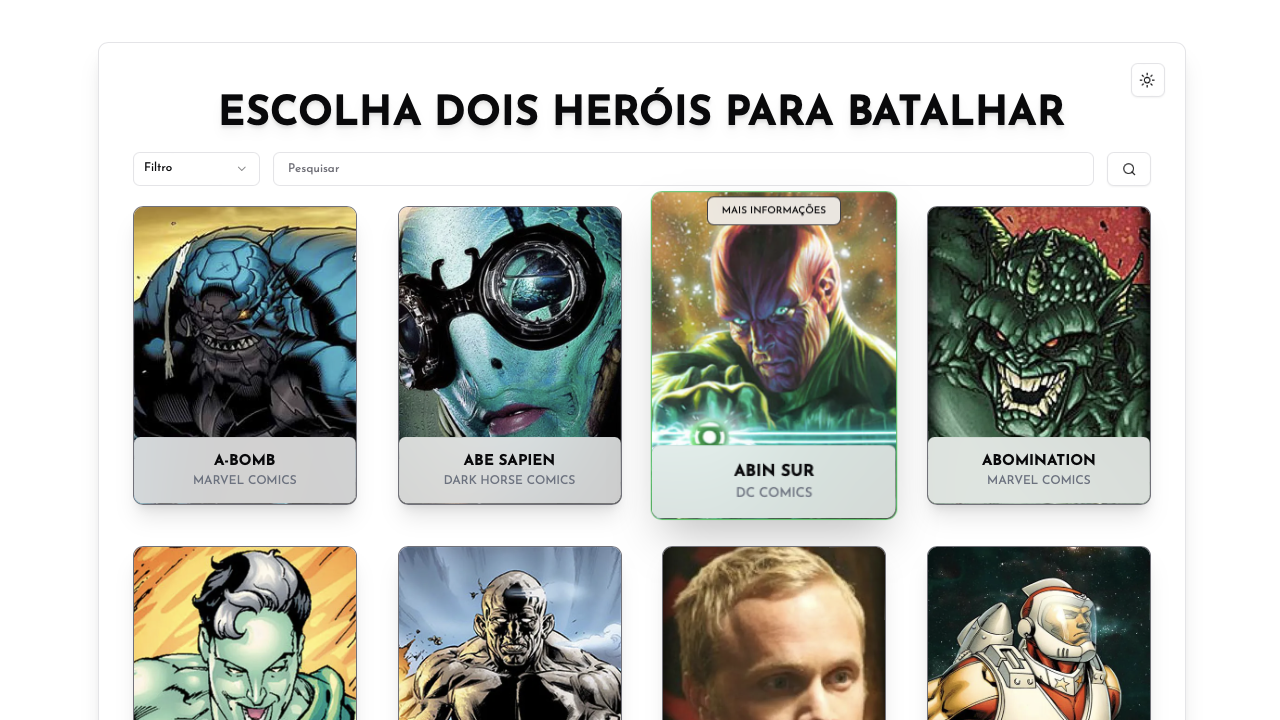 ESCOLHA DOIS HERÓIS PARA BATALHAR
Filtro
Pesquisar
MAIS INFORMAÇÕES
A-BOMB
MARVEL COMICS
ABE SAPIEN
DARK HORSE COMICS
ABIN SUR
DC COMICS
ABOMINATION
MARVEL COMICS